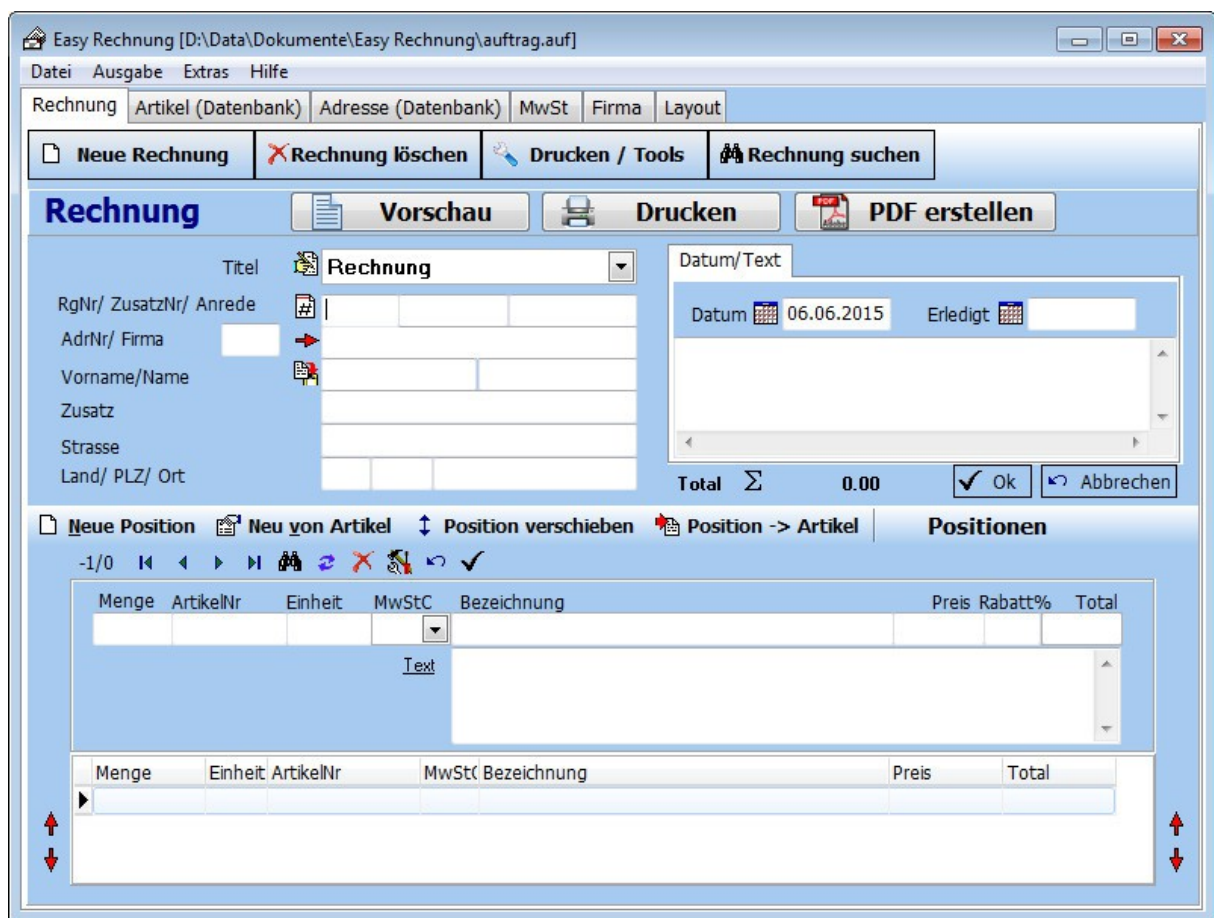 Easy Rechnung [D:\Data\Dokumente\Easy Rechnung\auftrag.auf]
Datei Ausgabe Extras Hilfe
Rechnung Artikel (Datenbank) Adresse (Datenbank) MwSt Firma Layout
Neue Rechnung Rechnung löschen Drucken / Tools Rechnung suchen
Rechnung Vorschau Drucken PDF erstellen
Titel Rechnung Datum/Text
RgNr/ ZusatzNr/ Anrede # Datum 06.06.2015 Erledigt
AdrNr/ Firma
Vorname/Name
Zusatz
Strasse
Land/ PLZ/ Ort Total Σ 0.00 Ok Abbrechen
Neue Position Neu von Artikel Position verschieben Position -> Artikel Positionen
-1/0
Menge ArtikelNr Einheit MwStC Bezeichnung Preis Rabatt% Total
Text
Menge Einheit ArtikelNr MwStC Bezeichnung Preis Total